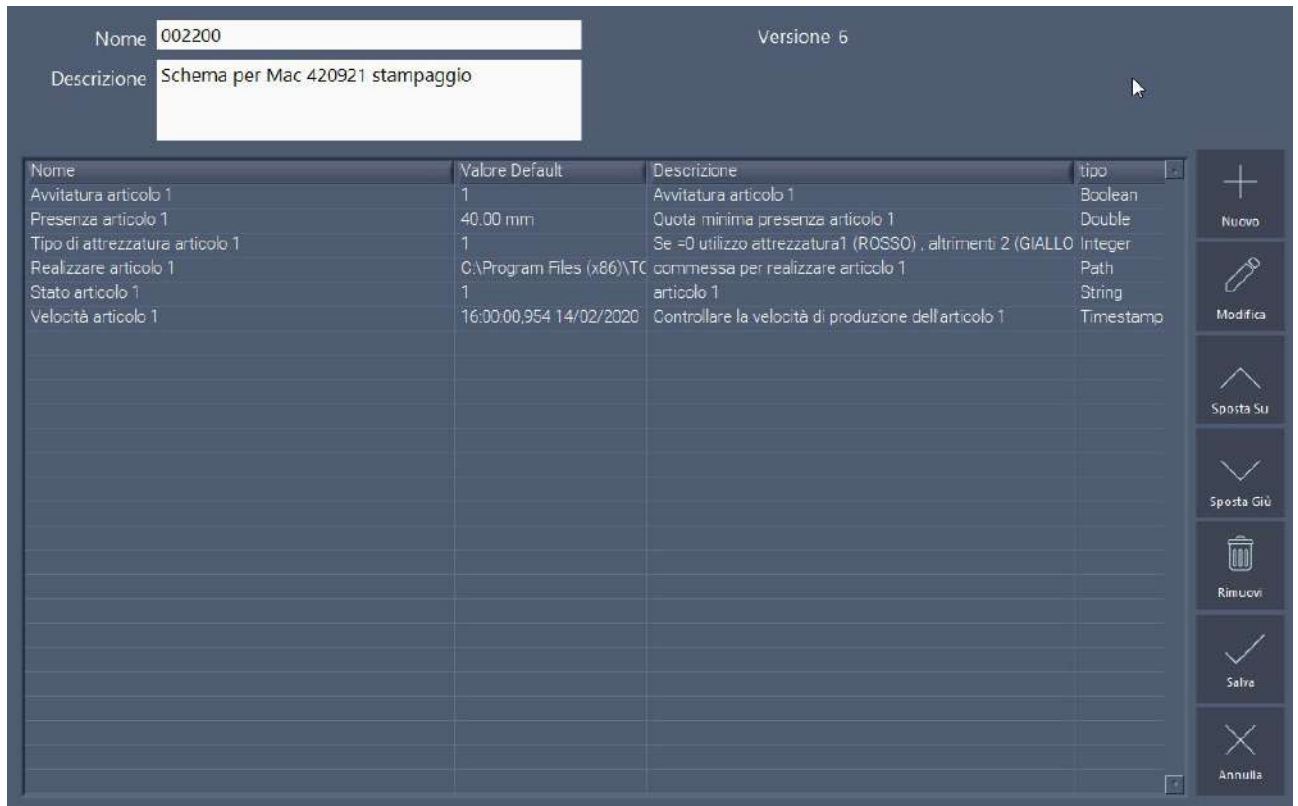 Nome 002200 Versione 6
Descrizione Schema per Mac 420921 stampaggio
Nome Valore Default Descrizione tipo
Avvitatura articolo 1 1 Avvitatura articolo 1 Boolean
Presenza articolo 1 40.00 mm Quota minima presenza articolo 1 Double
Tipo di attrezzatura articolo 1 1 Se =0 utilizzo attrezzatura1 (ROSSO) , altrimenti 2 (GIALLO Integer
Realizzare articolo 1 C:\Program Files (x86)\TC commessa per realizzare articolo 1 Path
Stato articolo 1 1 articolo 1 String
Velocità articolo 1 16:00:00,954 14/02/2020 Controllare la velocità di produzione dell'articolo 1 Timestamp
Nuovo
Modifica
Sposta Su
Sposta Giù
Rimuovi
Salva
Annulla